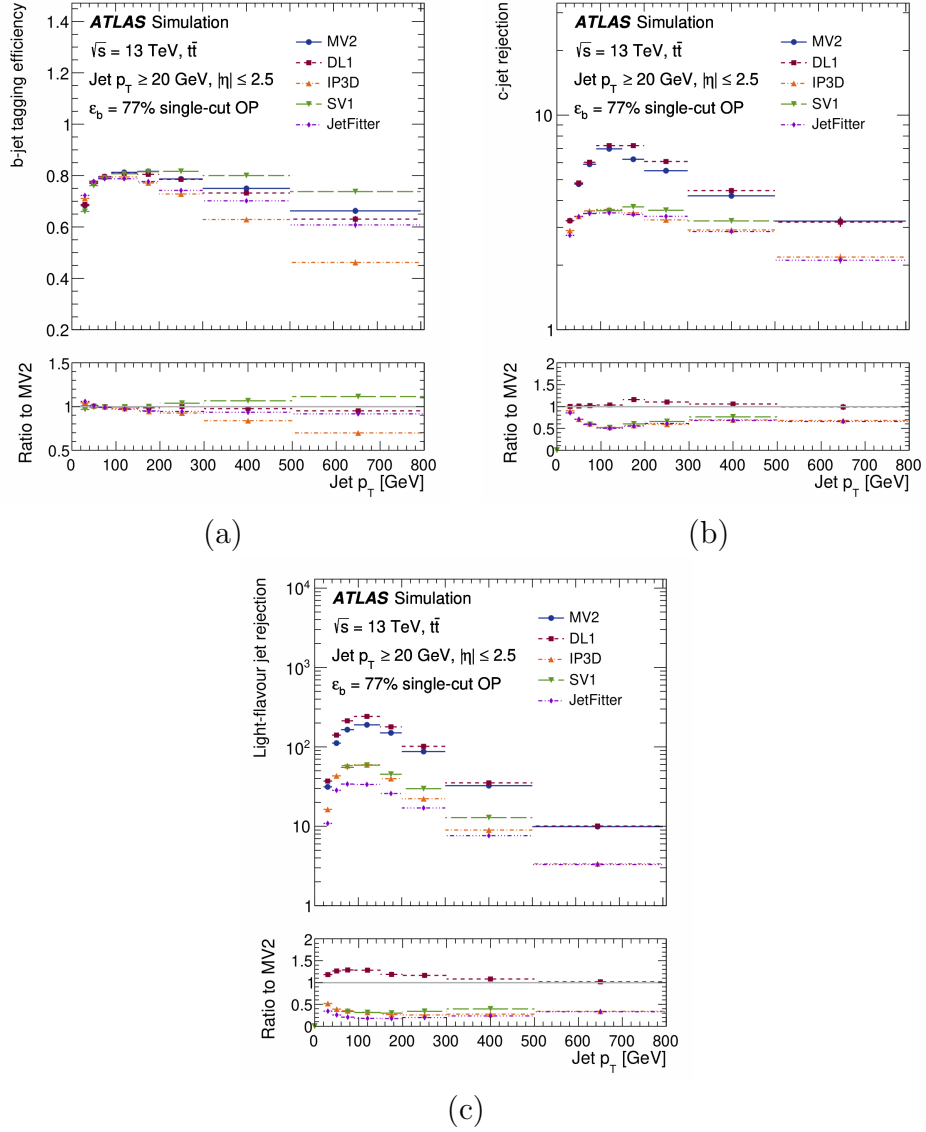 ATLAS Simulation
√s = 13 TeV, tt̄
Jet p_T ≥ 20 GeV, |η| ≤ 2.5
ε_b = 77% single-cut OP
MV2
DL1
IP3D
SV1
JetFitter
b-jet tagging efficiency
1.4
1.2
1
0.8
0.6
0.4
0.2
Ratio to MV2
1.5
1
0.5
0 100 200 300 400 500 600 700 800
Jet p_T [GeV]
(a)
ATLAS Simulation
√s = 13 TeV, tt̄
Jet p_T ≥ 20 GeV, |η| ≤ 2.5
ε_b = 77% single-cut OP
MV2
DL1
IP3D
SV1
JetFitter
c-jet rejection
10
1
Ratio to MV2
2
1.5
1
0.5
0
0 100 200 300 400 500 600 700 800
Jet p_T [GeV]
(b)
ATLAS Simulation
√s = 13 TeV, tt̄
Jet p_T ≥ 20 GeV, |η| ≤ 2.5
ε_b = 77% single-cut OP
MV2
DL1
IP3D
SV1
JetFitter
Light-flavour jet rejection
10⁴
10³
10²
10
1
Ratio to MV2
2
1.5
1
0.5
0
0 100 200 300 400 500 600 700 800
Jet p_T [GeV]
(c)